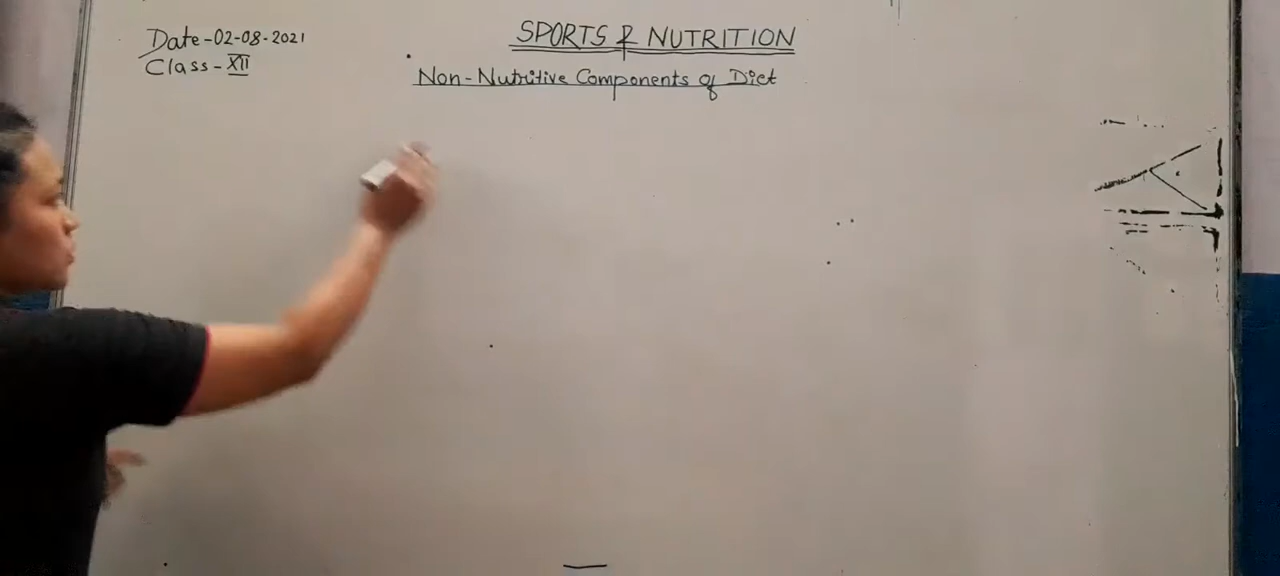 Date-02-08-2021
Class-XII
SPORTS & NUTRITION
Non-Nutritive Components of Diet